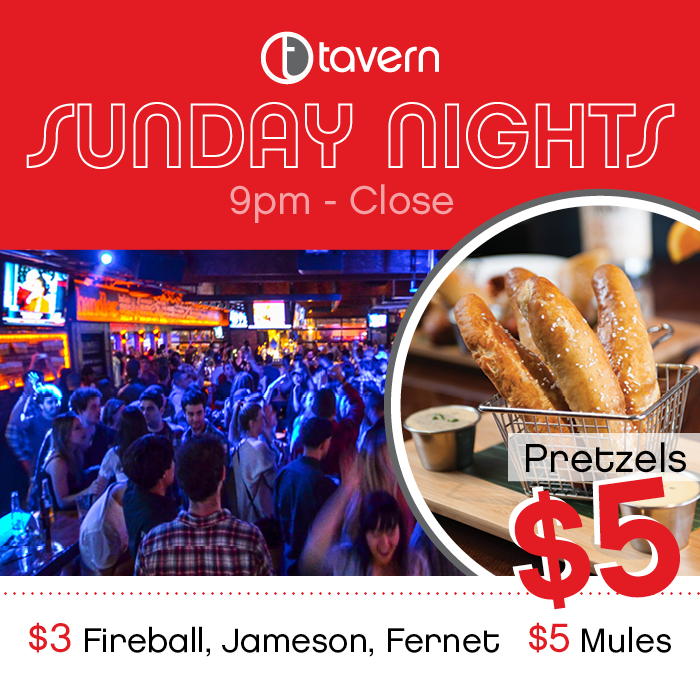 tavern
SUNDAY NIGHTS
9pm - Close
Pretzels
$5
$3 Fireball, Jameson, Fernet $5 Mules